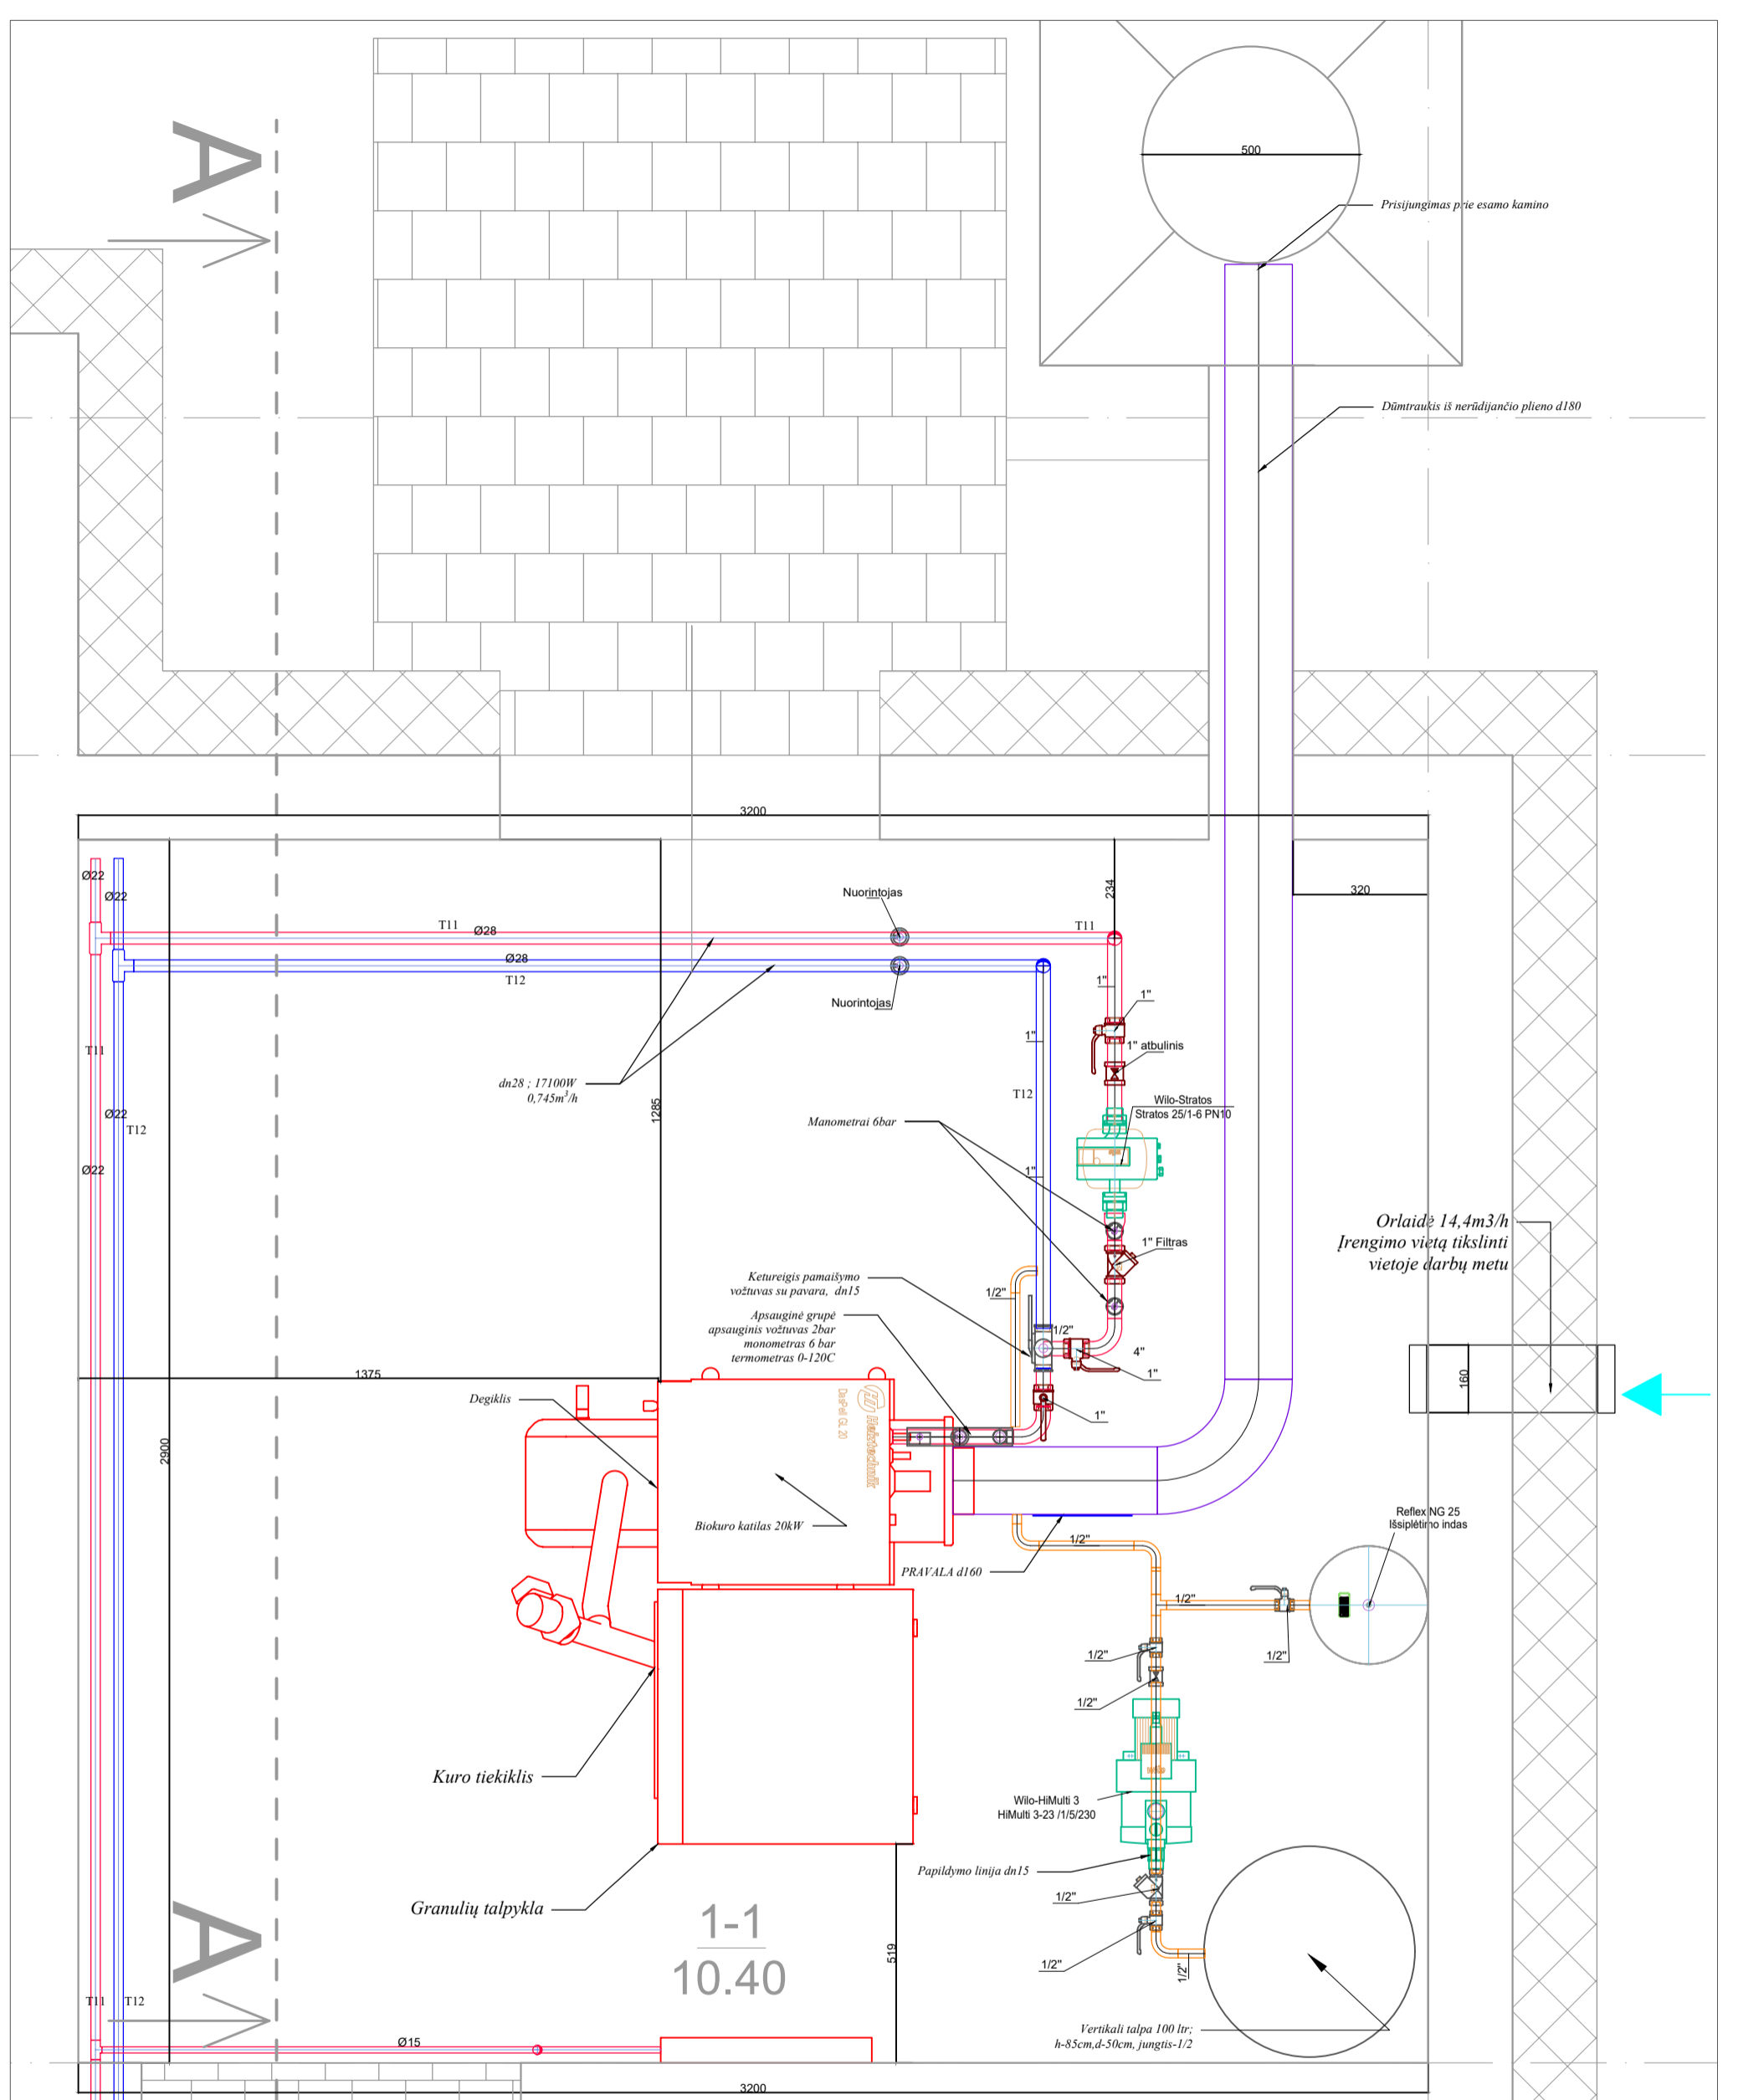 A
500
Prisijungimas prie esamo kamino
Dūmtraukis iš nerūdijančio plieno d180
3200
Ø22
Ø22
T11
Ø28
Nuorintojas
T11
234
320
Ø28
T12
Nuorintojas
1"
1"
T11
1"
1" atbulinis
dn28 ; 17100W
0,745m³/h
1285
T12
Wilo-Stratos
Stratos 25/1-6 PN10
Ø22
T12
Manometrai 6bar
Ø22
1"
Orlaidė 14,4m3/h
Įrengimo vietą tikslinti
vietoje darbų metu
1" Filtras
Ketureigis pamaišymo
vožtuvas su pavara, dn15
1/2"
Apsauginė grupė
apsauginis vožtuvas 2bar
monometras 6 bar
termometras 0-120C
1/2"
4"
1"
1375
160
Degiklis
1"
Heiztechnik
2900
Biokuro katilas 20kW
Reflex NG 25
Išsiplėtimo indas
1/2"
PRAVALA d160
1/2"
1/2"
1/2"
1/2"
Kuro tiekiklis
wilo
Wilo-HiMulti 3
HiMulti 3-23 /1/5/230
Papildymo linija dn15
1/2"
Granulių talpykla
A
1-1
10.40
519
1/2"
1/2"
T11
T12
Vertikali talpa 100 ltr;
h-85cm,d-50cm, jungtis-1/2
Ø15
3200